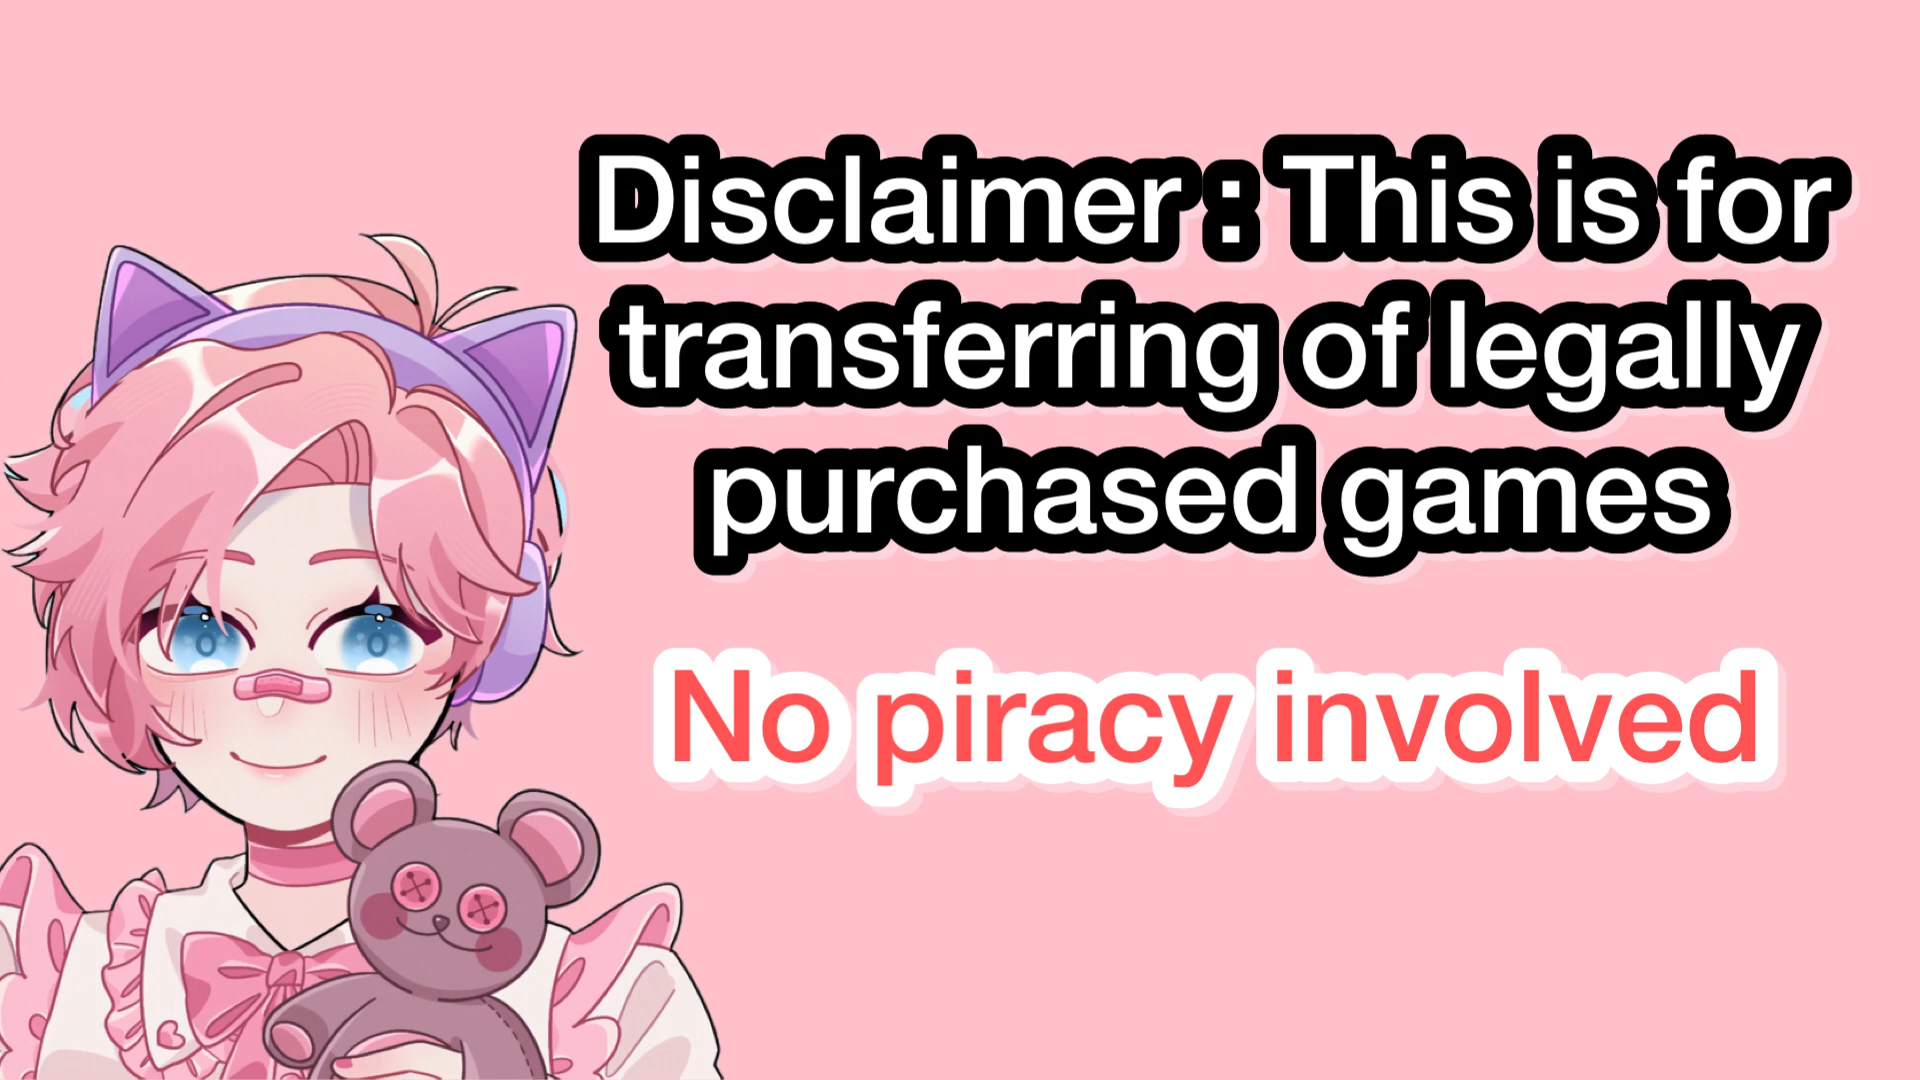 Disclaimer : This is for
transferring of legally
purchased games
No piracy involved